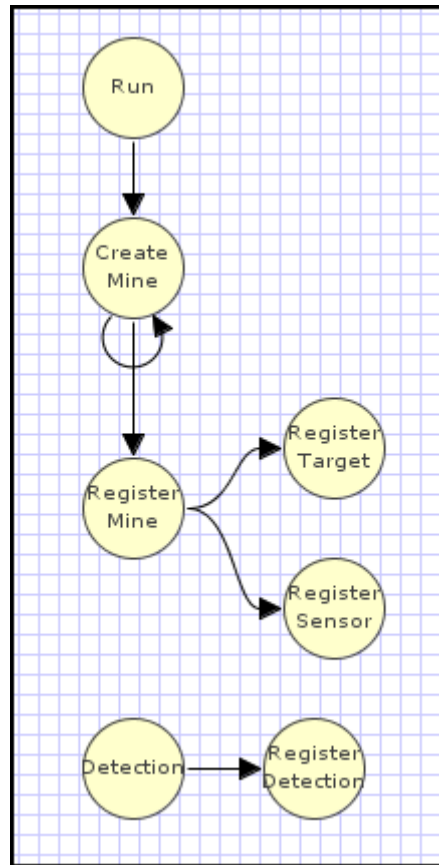 Run
Create
Mine
Register
Target
Register
Mine
Register
Sensor
Detection
Register
Detection